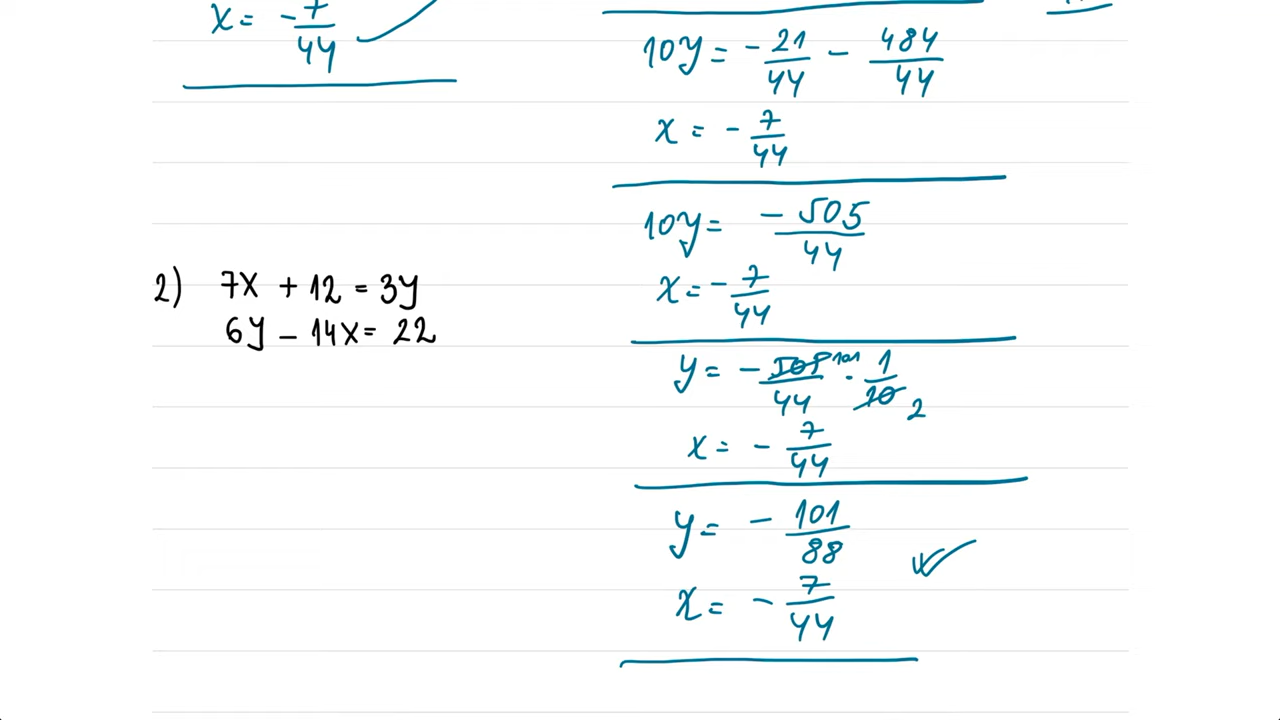 x = - 7/44
10y = - 21/44 - 484/44
x = - 7/44
10y = - 505/44
x = - 7/44
2) 7x + 12 = 3y
6y - 14x = 22
y = - 101/44 · 1/10 2
x = - 7/44
y = - 101/88
x = - 7/44